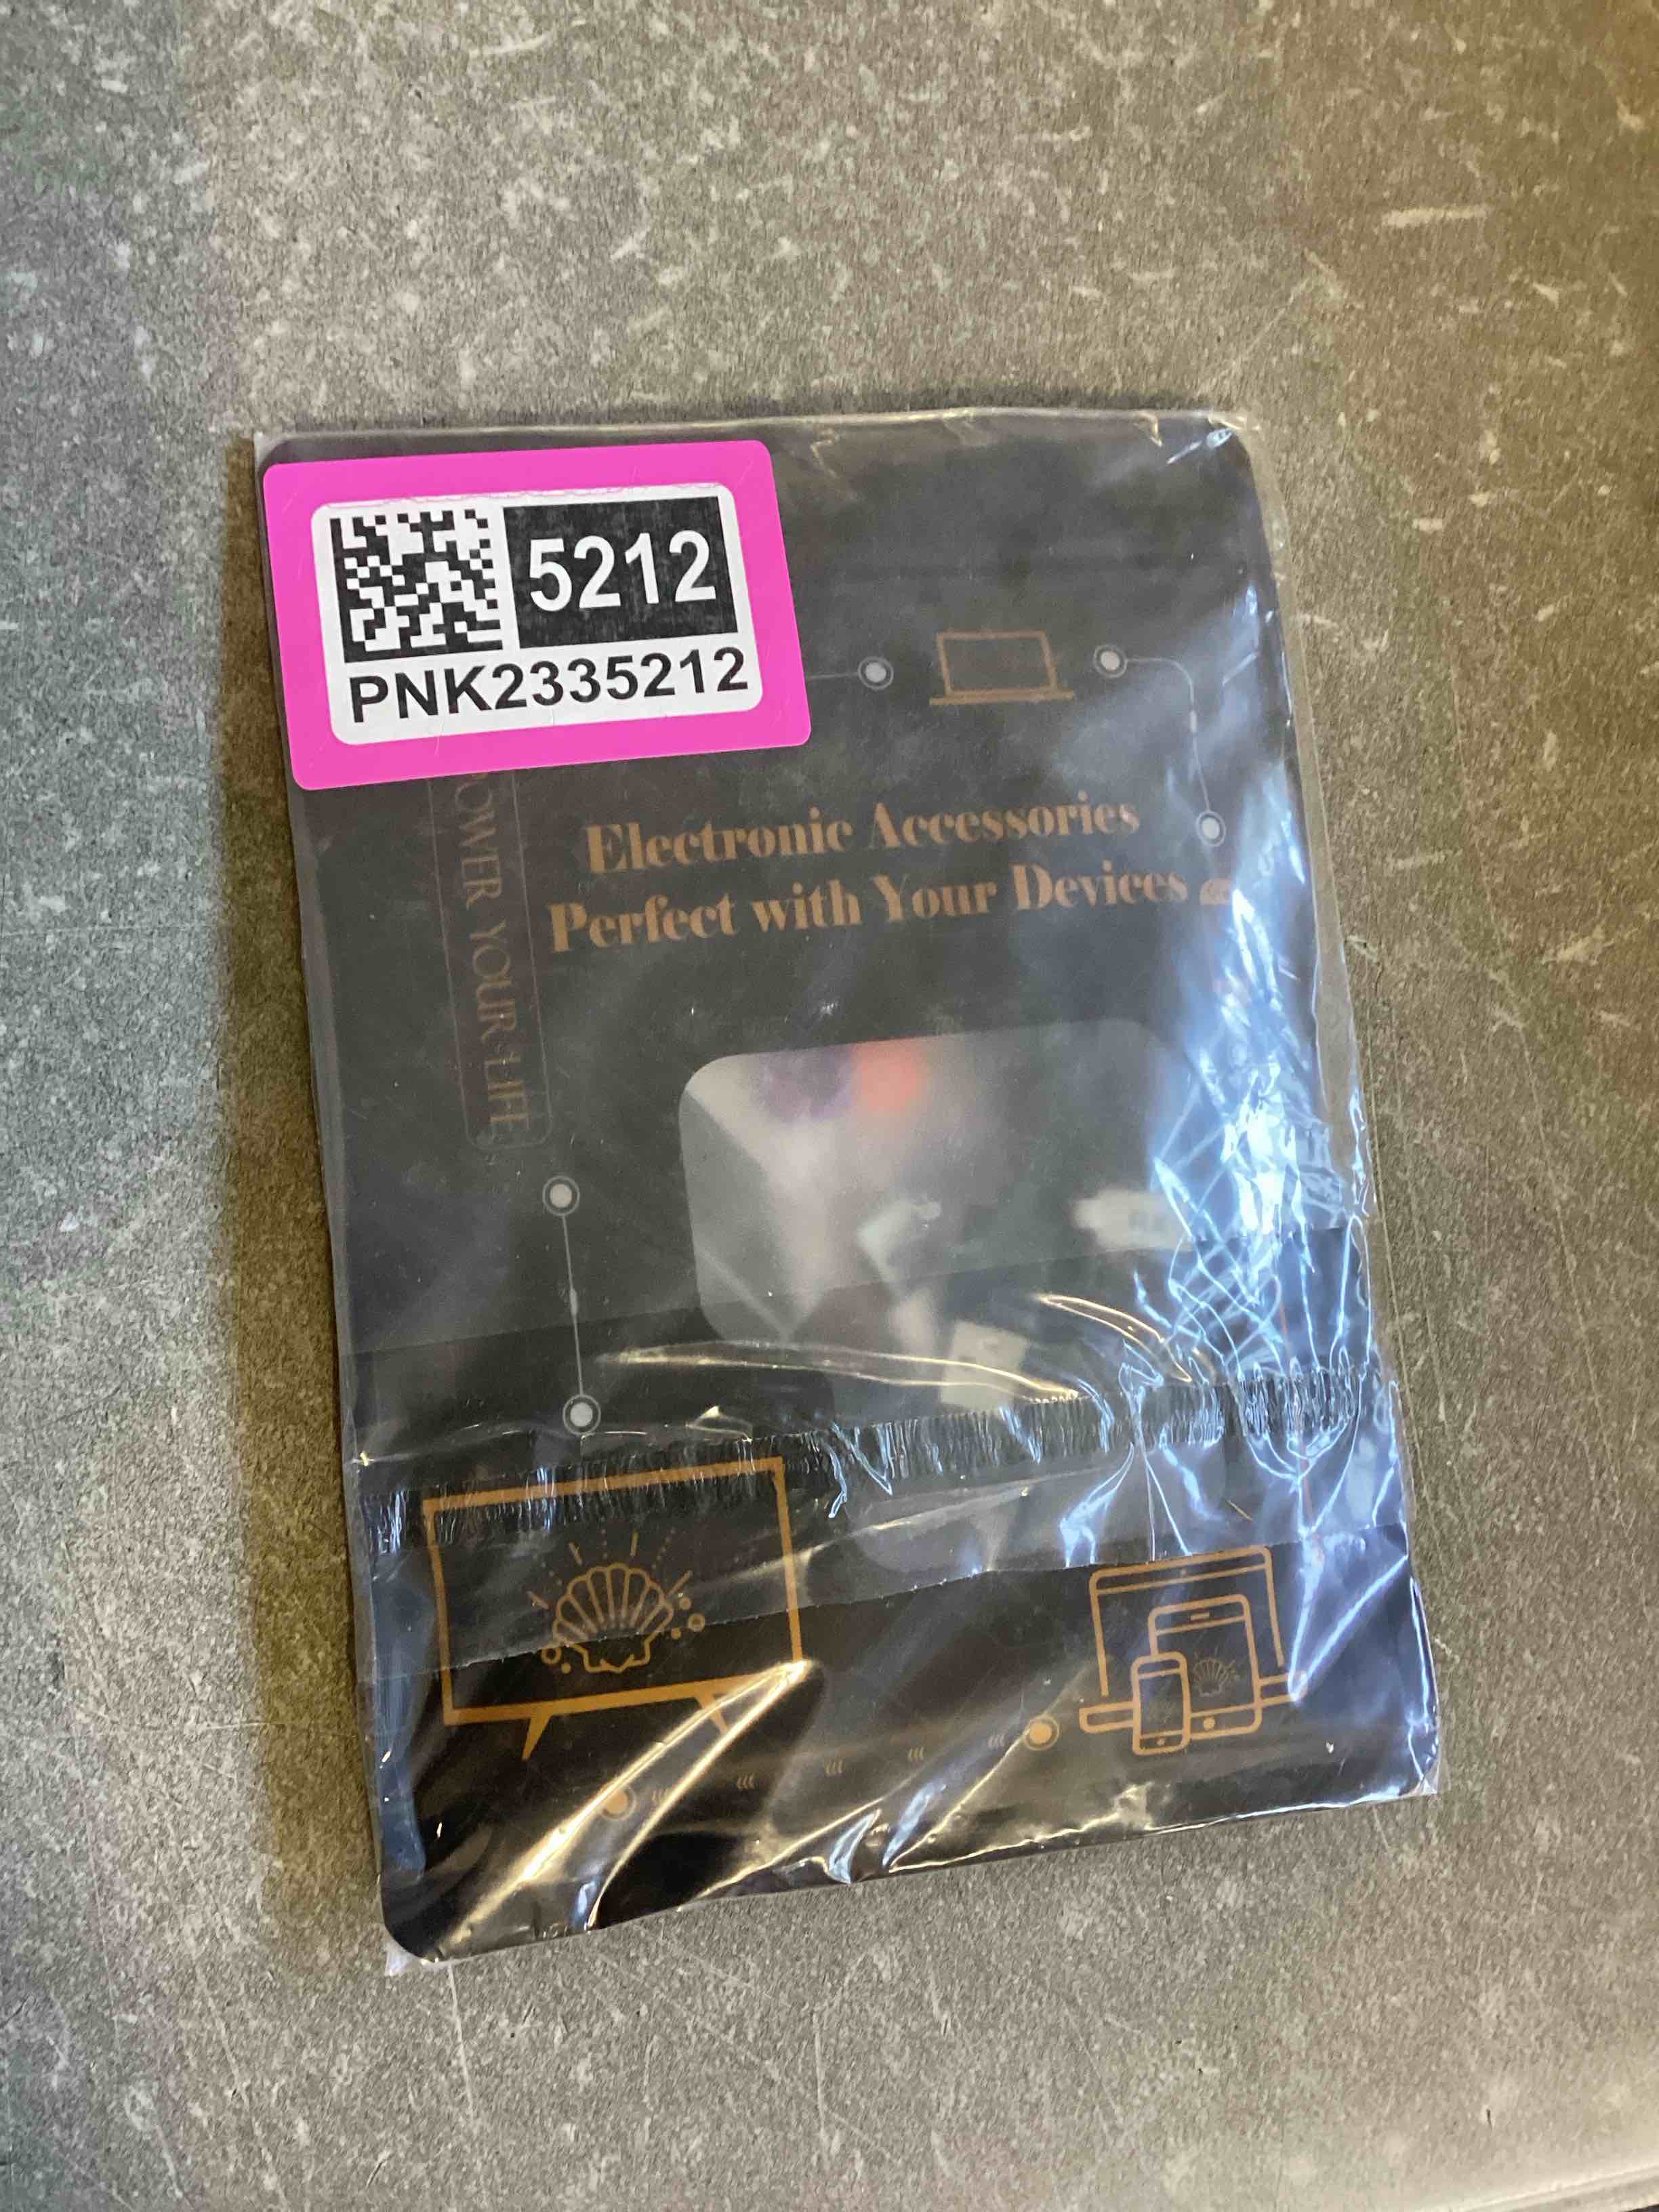 5212
PNK2335212
POWER YOUR LIFE
Electronic Accessories
Perfect with Your Devices